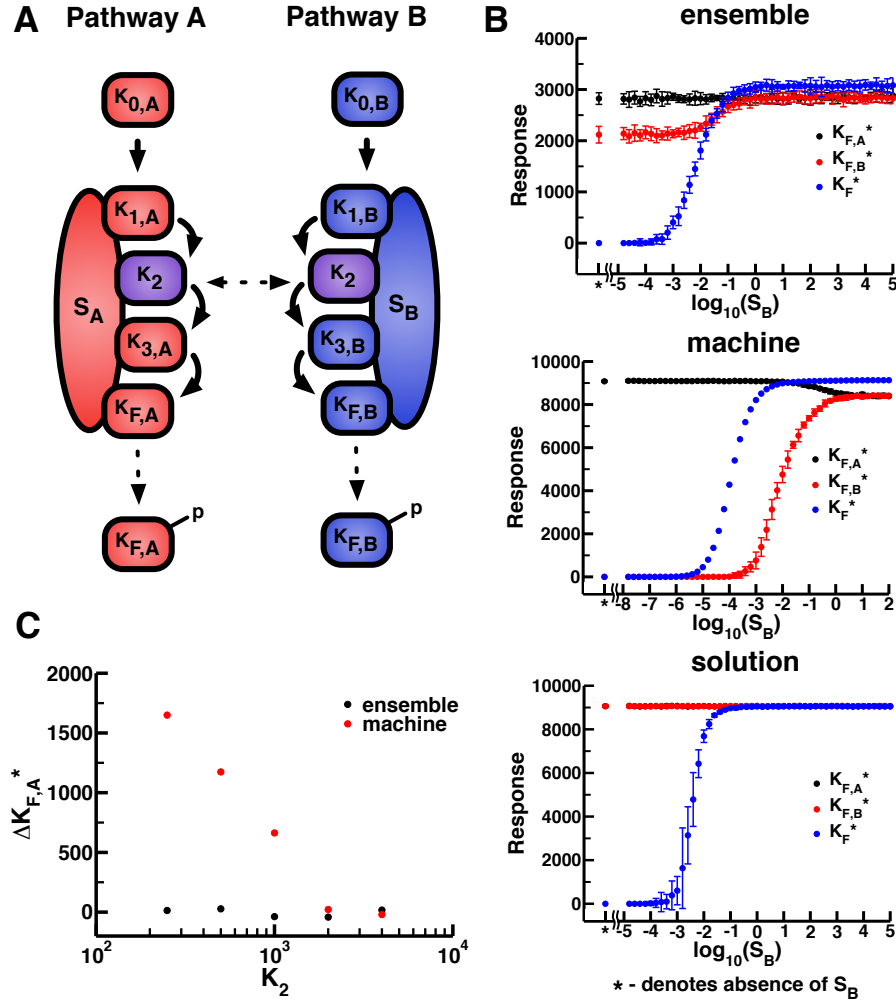 A Pathway A Pathway B
K0,A K0,B
K1,A K1,B
K2 K2
SA SB
K3,A K3,B
KF,A KF,B
p p
KF,A KF,B
B
ensemble
4000
3000
2000
1000
0
Response
KF,A*
KF,B*
KF*
* -5 -4 -3 -2 -1 0 1 2 3 4 5
log10(SB)
machine
10000
8000
6000
4000
2000
0
Response
KF,A*
KF,B*
KF*
* -8 -7 -6 -5 -4 -3 -2 -1 0 1 2
log10(SB)
solution
10000
8000
6000
4000
2000
0
Response
KF,A*
KF,B*
KF*
* -5 -4 -3 -2 -1 0 1 2 3 4 5
log10(SB)
* - denotes absence of SB
C
2000
1500
1000
500
0
ΔKF,A*
ensemble
machine
10^2 10^3 10^4
K2